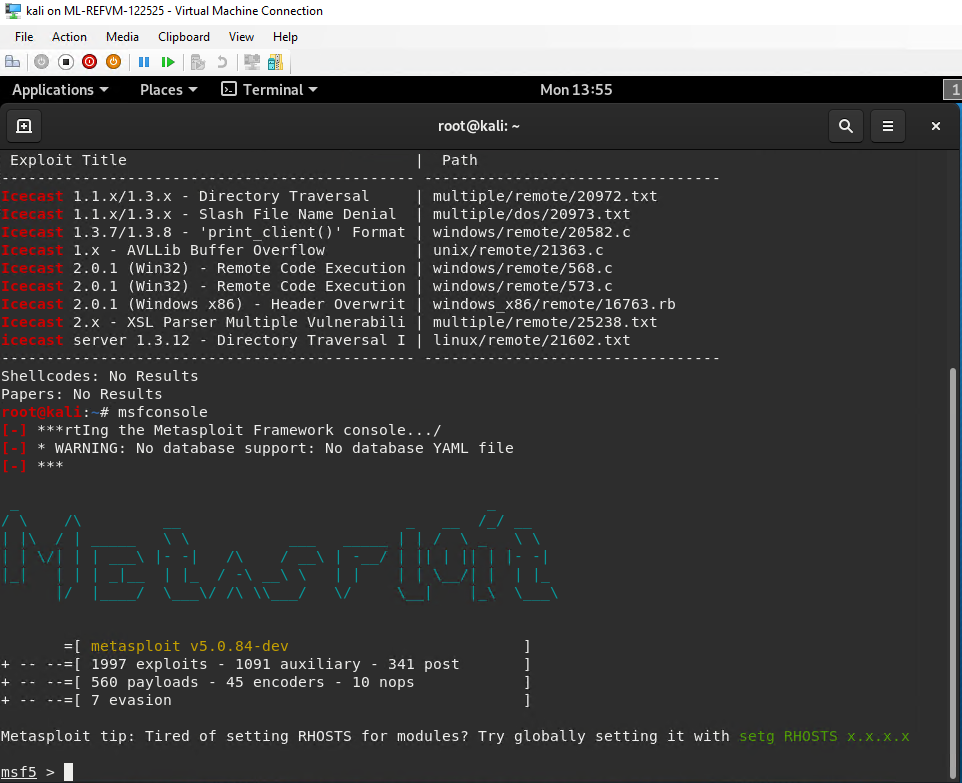 kali on ML-REFVM-122525 - Virtual Machine Connection
File Action Media Clipboard View Help
Applications Places Terminal Mon 13:55 1
root@kali: ~
Exploit Title | Path
Icecast 1.1.x/1.3.x - Directory Traversal | multiple/remote/20972.txt
Icecast 1.1.x/1.3.x - Slash File Name Denial | multiple/dos/20973.txt
Icecast 1.3.7/1.3.8 - 'print_client()' Format | windows/remote/20582.c
Icecast 1.x - AVLLib Buffer Overflow | unix/remote/21363.c
Icecast 2.0.1 (Win32) - Remote Code Execution | windows/remote/568.c
Icecast 2.0.1 (Win32) - Remote Code Execution | windows/remote/573.c
Icecast 2.0.1 (Windows x86) - Header Overwrit | windows_x86/remote/16763.rb
Icecast 2.x - XSL Parser Multiple Vulnerabili | multiple/remote/25238.txt
icecast server 1.3.12 - Directory Traversal I | linux/remote/21602.txt
Shellcodes: No Results
Papers: No Results
root@kali:~# msfconsole
[-] ***rtIng the Metasploit Framework console.../
[-] * WARNING: No database support: No database YAML file
[-] ***
=[ metasploit v5.0.84-dev ]
+ -- --=[ 1997 exploits - 1091 auxiliary - 341 post ]
+ -- --=[ 560 payloads - 45 encoders - 10 nops ]
+ -- --=[ 7 evasion ]
Metasploit tip: Tired of setting RHOSTS for modules? Try globally setting it with setg RHOSTS x.x.x.x
msf5 >